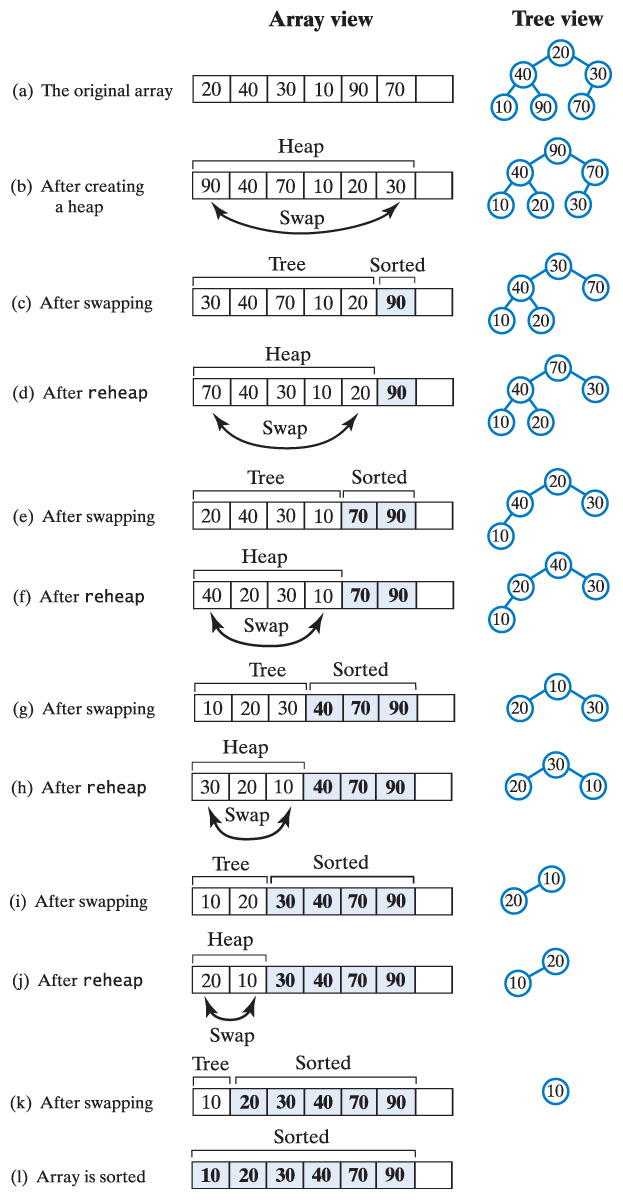 Array view Tree view
(a) The original array 20 40 30 10 90 70
20
40 30
10 90 70
Heap
(b) After creating a heap 90 40 70 10 20 30
Swap
90
40 70
10 20 30
Tree Sorted
(c) After swapping 30 40 70 10 20 90
30
40 70
10 20
Heap
(d) After reheap 70 40 30 10 20 90
Swap
70
40 30
10 20
Tree Sorted
(e) After swapping 20 40 30 10 70 90
20
40 30
10
Heap
(f) After reheap 40 20 30 10 70 90
Swap
40
20 30
10
Tree Sorted
(g) After swapping 10 20 30 40 70 90
10
20 30
Heap
(h) After reheap 30 20 10 40 70 90
Swap
30
20 10
Tree Sorted
(i) After swapping 10 20 30 40 70 90
10
20
Heap
(j) After reheap 20 10 30 40 70 90
Swap
20
10
Tree Sorted
(k) After swapping 10 20 30 40 70 90
10
Sorted
(l) Array is sorted 10 20 30 40 70 90